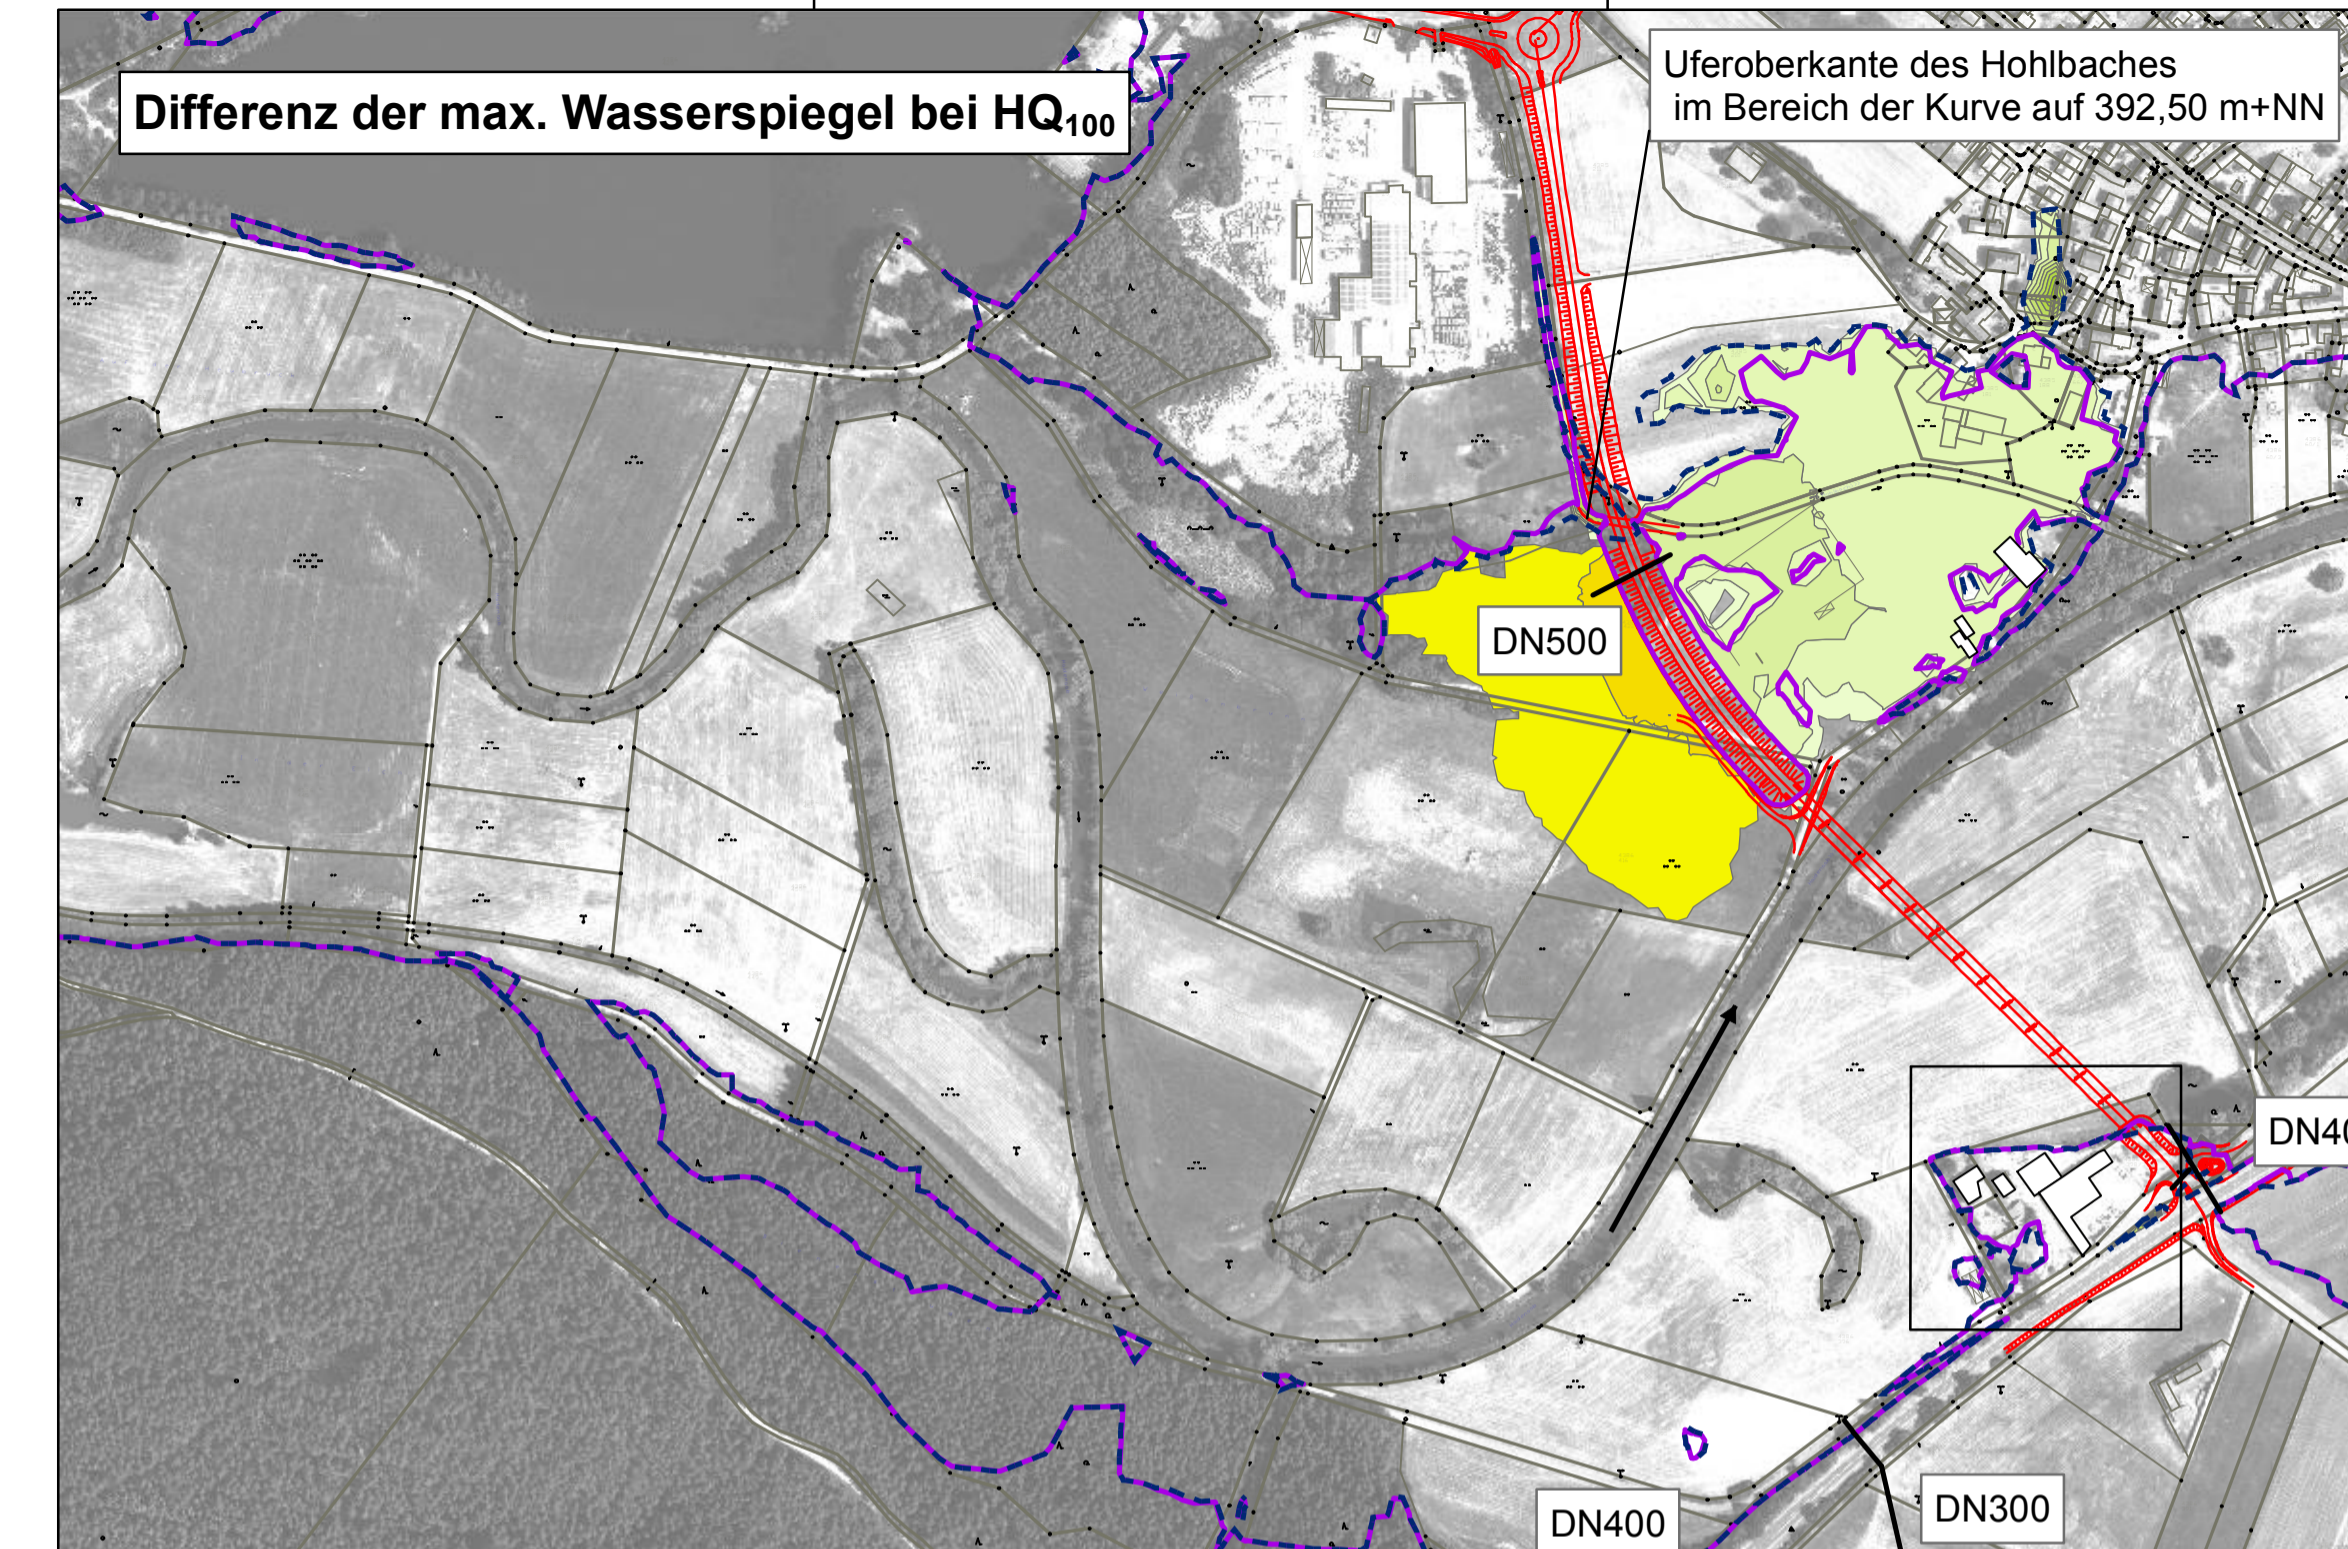 Differenz der max. Wasserspiegel bei HQ100
Uferoberkante des Hohlbaches
im Bereich der Kurve auf 392,50 m+NN
DN500
DN40
DN400
DN300